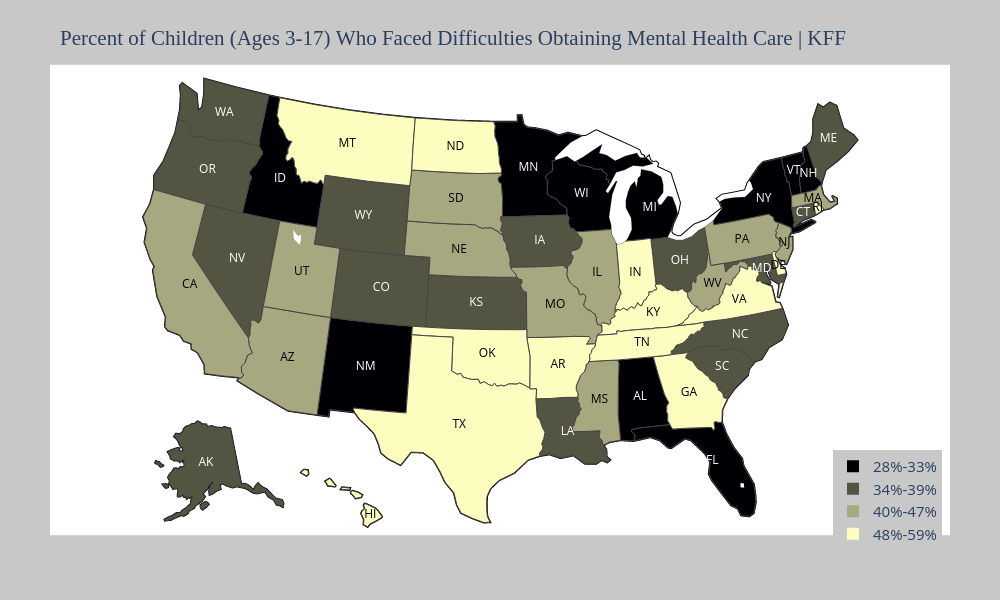 Percent of Children (Ages 3-17) Who Faced Difficulties Obtaining Mental Health Care | KFF
WA
ME
MT
ND
MN
OR
VT
NH
ID
SD
WI
NY
MA
WY
MI
RI
CT
IA
PA
NJ
NE
NV
OH
DE
MD
UT
IL
IN
CA
CO
WV
VA
KS
MO
KY
NC
TN
AZ
OK
AR
SC
NM
GA
AL
MS
TX
LA
FL
AK
HI
28%-33%
34%-39%
40%-47%
48%-59%